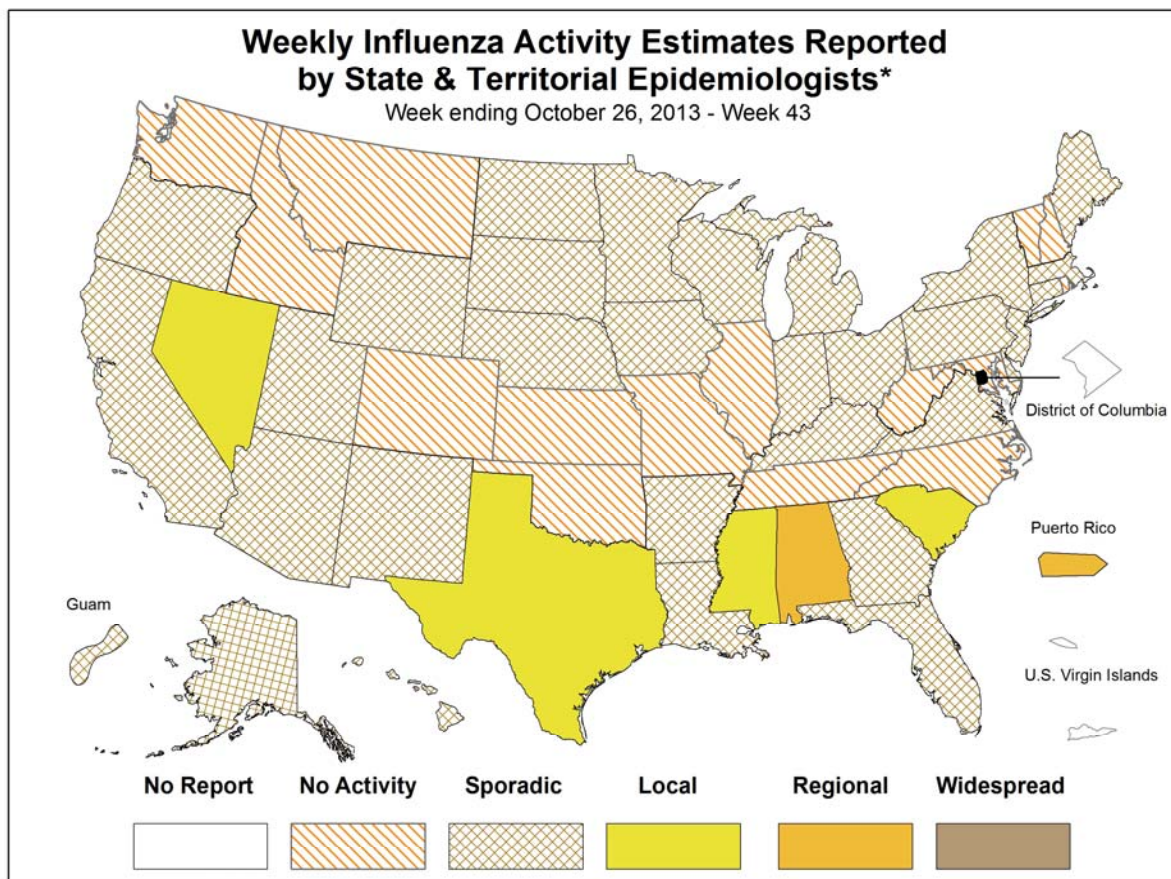 Weekly Influenza Activity Estimates Reported
by State & Territorial Epidemiologists*
Week ending October 26, 2013 - Week 43
District of Columbia
Puerto Rico
Guam
U.S. Virgin Islands
No Report
No Activity
Sporadic
Local
Regional
Widespread